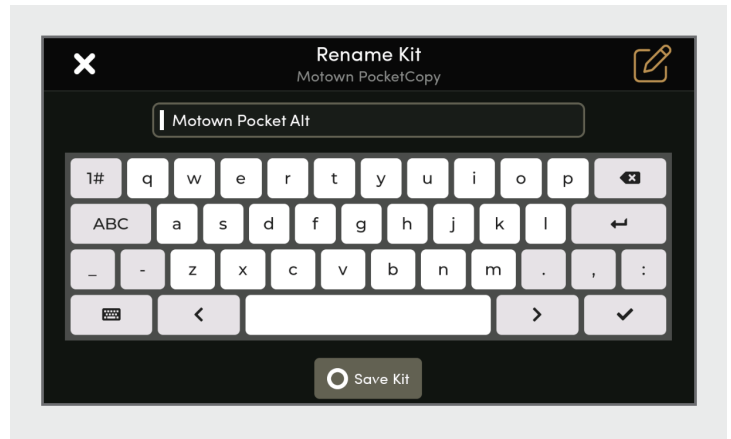 Rename Kit
Motown PocketCopy
Motown Pocket Alt
1# q w e r t y u i o p
ABC a s d f g h j k l
_ - z x c v b n m . , :
Save Kit